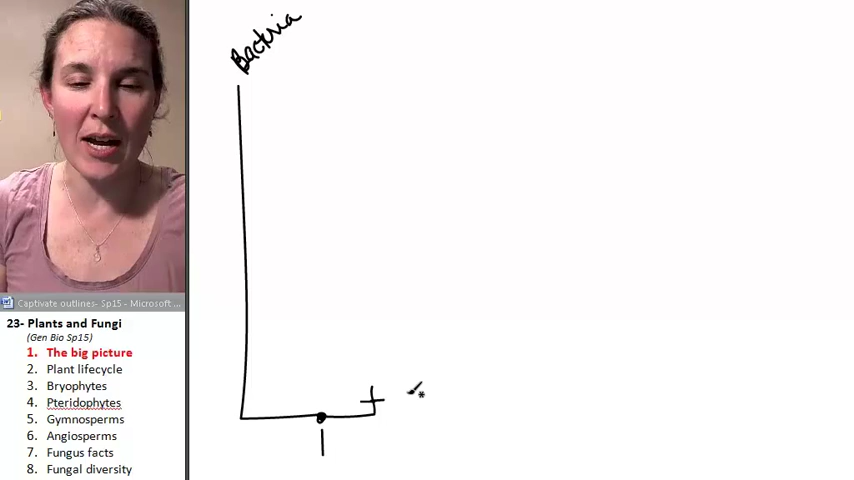 Bacteria
Captivate outlines- Sp15 - Microsoft ...
23- Plants and Fungi
(Gen Bio Sp15)
1. The big picture
2. Plant lifecycle
3. Bryophytes
4. Pteridophytes
5. Gymnosperms
6. Angiosperms
7. Fungus facts
8. Fungal diversity